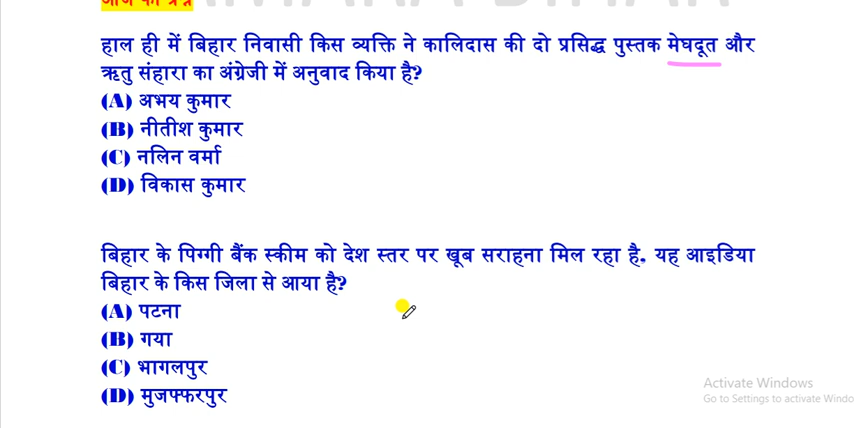 हाल ही में बिहार निवासी किस व्यक्ति ने कालिदास की दो प्रसिद्ध पुस्तक मेघदूत और
ऋतु संहारा का अंग्रेजी में अनुवाद किया है?
(A) अभय कुमार
(B) नीतीश कुमार
(C) नलिन वर्मा
(D) विकास कुमार
बिहार के पिग्गी बैंक स्कीम को देश स्तर पर खूब सराहना मिल रहा है. यह आइडिया
बिहार के किस जिला से आया है?
(A) पटना
(B) गया
(C) भागलपुर
(D) मुजफ्फरपुर
Activate Windows
Go to Settings to activate Windo